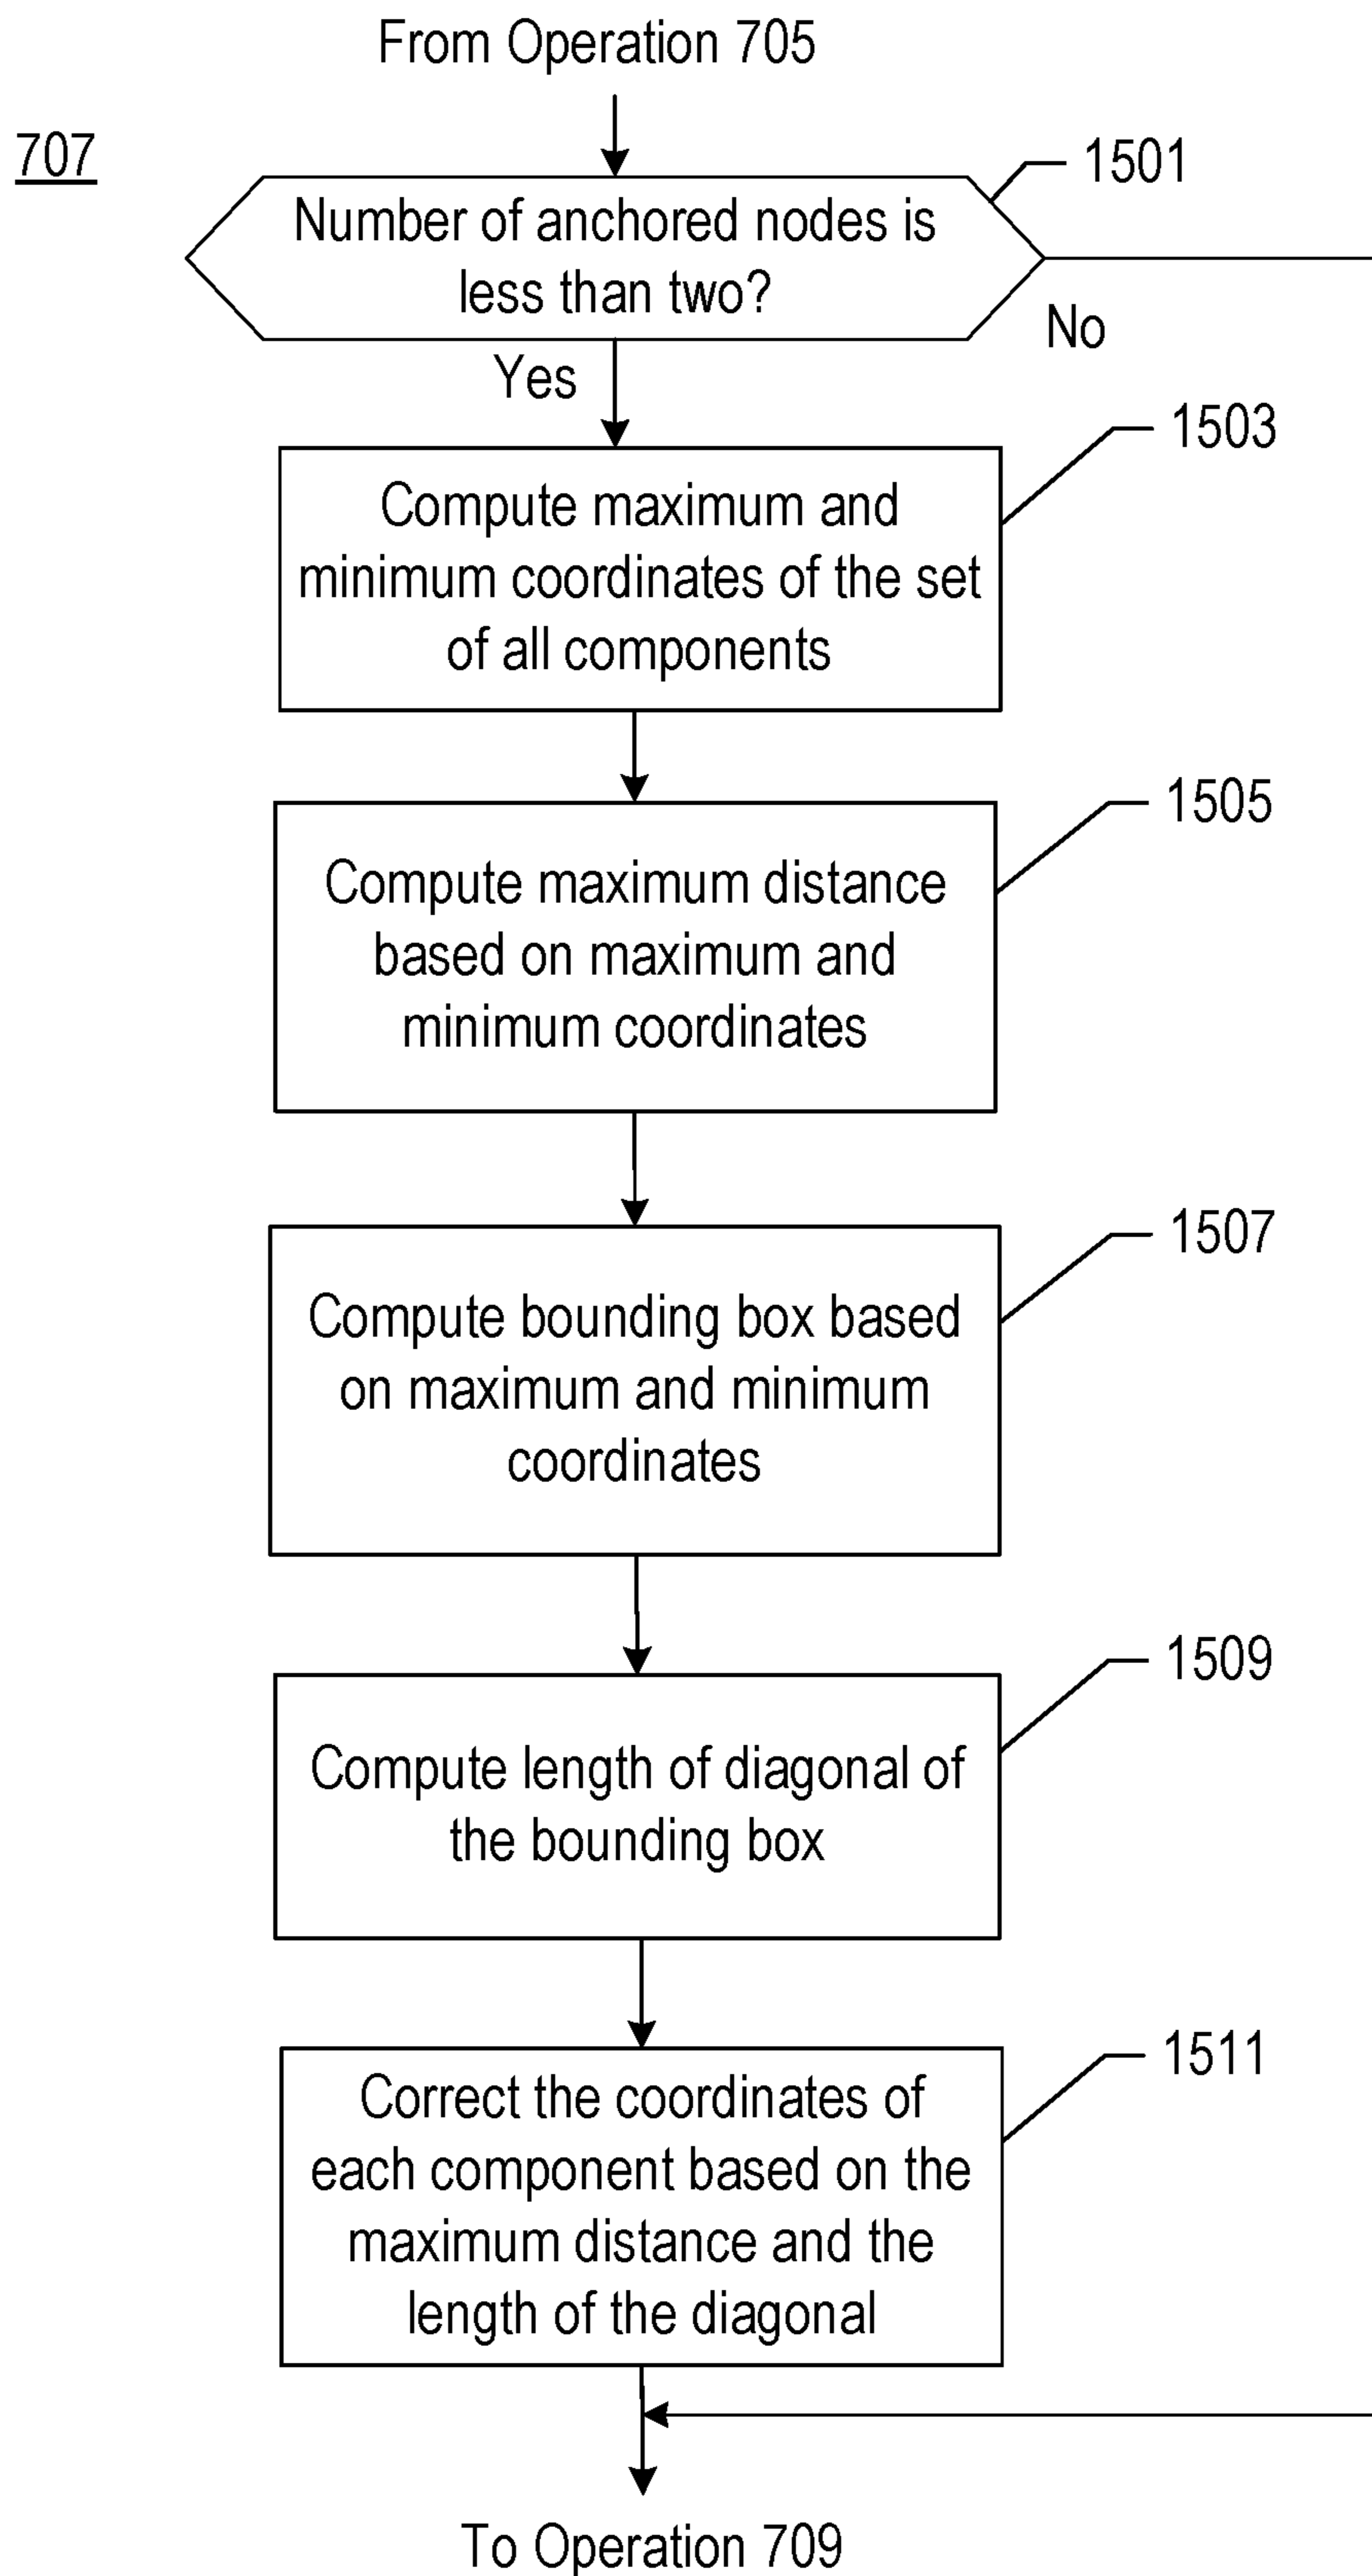 From Operation 705
707
1501
Number of anchored nodes is
less than two?
No
Yes
1503
Compute maximum and
minimum coordinates of the set
of all components
1505
Compute maximum distance
based on maximum and
minimum coordinates
1507
Compute bounding box based
on maximum and minimum
coordinates
1509
Compute length of diagonal of
the bounding box
1511
Correct the coordinates of
each component based on the
maximum distance and the
length of the diagonal
To Operation 709